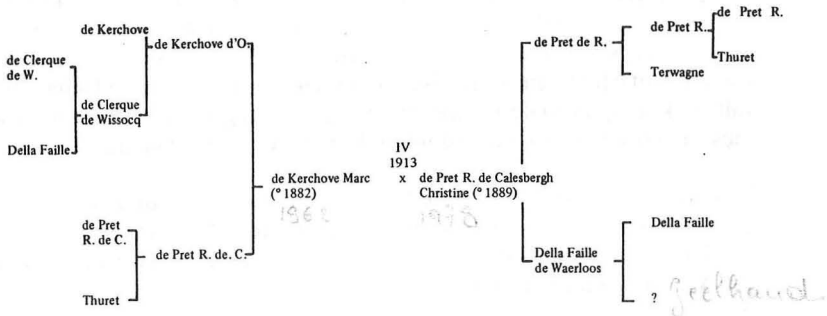 de Kerchove
de Kerchove d'O.
de Clerque
de W.
de Clerque
de Wissocq
Della Faille
de Kerchove Marc
(° 1882)
1962
de Pret
R. de C.
de Pret R. de. C.
Thuret
IV
1913
x
de Pret R. de Calesbergh
Christine (° 1889)
1978
de Pret de R.
de Pret R.
de Pret R.
Thuret
Terwagne
Della Faille
de Waerloos
Della Faille
?
Geelhand